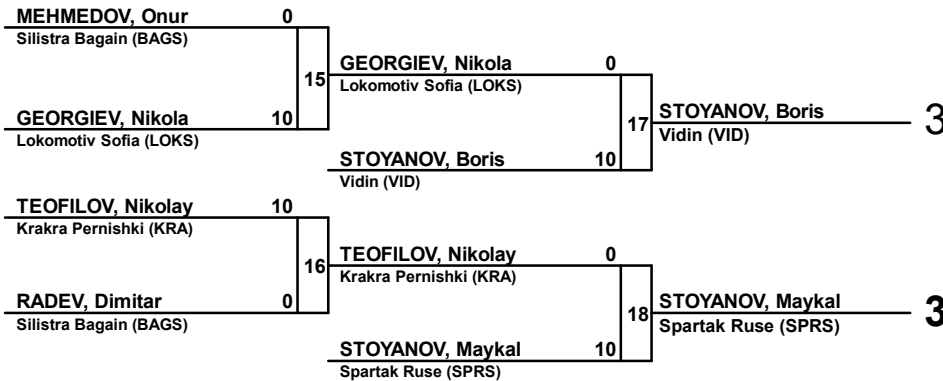 MEHMEDOV, Onur 0
Silistra Bagain (BAGS)
15
GEORGIEV, Nikola 0
Lokomotiv Sofia (LOKS)
GEORGIEV, Nikola 10
Lokomotiv Sofia (LOKS)
17
STOYANOV, Boris 3
Vidin (VID)
STOYANOV, Boris 10
Vidin (VID)
TEOFILOV, Nikolay 10
Krakra Pernishki (KRA)
16
TEOFILOV, Nikolay 0
Krakra Pernishki (KRA)
RADEV, Dimitar 0
Silistra Bagain (BAGS)
18
STOYANOV, Maykal 3
Spartak Ruse (SPRS)
STOYANOV, Maykal 10
Spartak Ruse (SPRS)